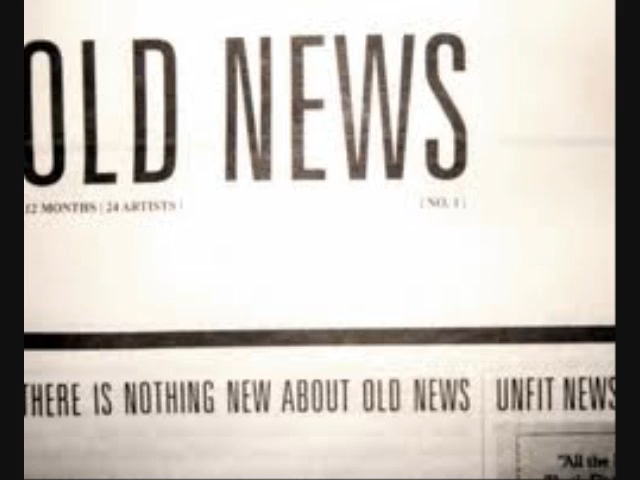 OLD NEWS
12 MONTHS | 24 ARTISTS |
| NO. 1 |
THERE IS NOTHING NEW ABOUT OLD NEWS
UNFIT NEWS
"All the